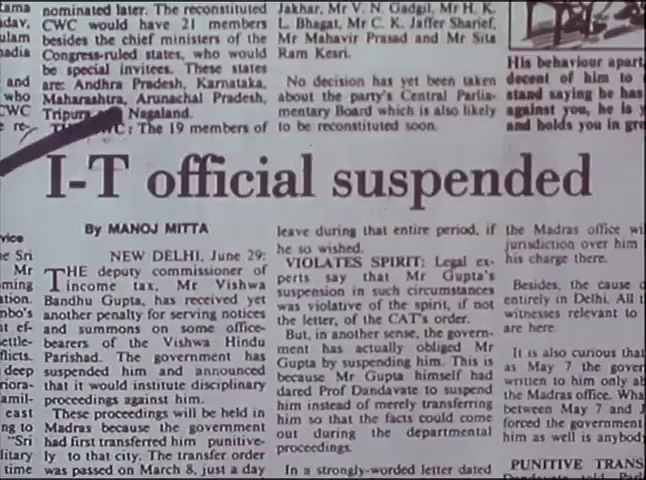 nominated later. The reconstituted
CWC would have 21 members
besides the chief ministers of the
Congress-ruled states, who would
be special invitees. These states
are: Andhra Pradesh, Karnataka,
Maharashtra, Arunachal Pradesh,
Tripura Nagaland.
: The 19 members of
Jakhar, Mr V. N. Gadgil, Mr H. K.
L. Bhagat, Mr C. K. Jaffer Sharief,
Mr Mahavir Prasad and Mr Sita
Ram Kesri.
No decision has yet been taken
about the party's Central Parlia-
mentary Board which is also likely
to be reconstituted soon.
His behaviour apart,
decent of him to
stand saying he has
against you, he is
and holds you in
I-T official suspended
By MANOJ MITTA
NEW DELHI, June 29:
THE deputy commissioner of
income tax, Mr Vishwa
Bandhu Gupta, has received yet
another penalty for serving notices
and summons on some office-
bearers of the Vishwa Hindu
Parishad. The government has
suspended him and announced
that it would institute disciplinary
proceedings against him.
These proceedings will be held in
Madras because the government
had first transferred him punitive-
ly to that city. The transfer order
was passed on March 8, just a day
leave during that entire period, if
he so wished.
VIOLATES SPIRIT: Legal ex-
perts say that Mr Gupta's
suspension in such circumstances
was violative of the spirit, if not
the letter, of the CAT's order.
But, in another sense, the govern-
ment has actually obliged Mr
Gupta by suspending him. This is
because Mr Gupta himself had
dared Prof Dandavate to suspend
him instead of merely transferring
him so that the facts could come
out during the departmental
proceedings.
In a strongly-worded letter dated
the Madras office
jurisdiction over him
his charge there.
Besides, the cause
entirely in Delhi. All
witnesses relevant to
are here.
It is also curious that
as May 7 the
written to him only
the Madras office.
between May 7 and
forced the government
him as well is
PUNITIVE